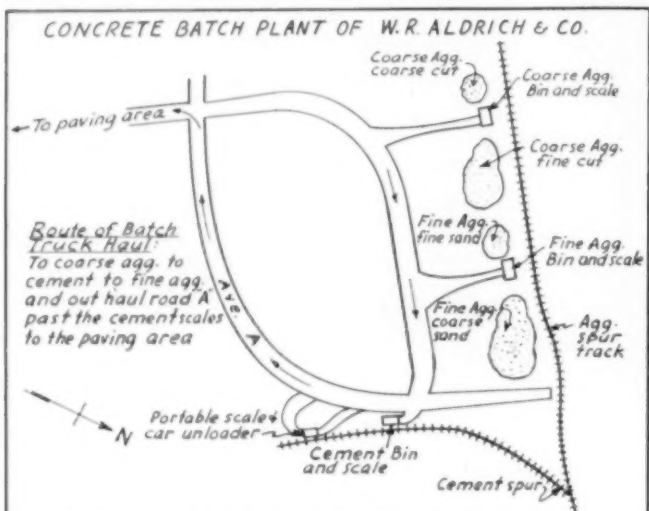 CONCRETE BATCH PLANT OF W.R. ALDRICH & CO.
Coarse Agg.
coarse cut
Coarse Agg.
Bin and scale
To paving area
Coarse Agg.
fine cut
Route of Batch
Truck Haul:
To coarse agg. to
cement to fine agg.
and out haul road "A"
past the cement scales
to the paving area
Fine Agg.
fine sand
Fine Agg.
Bin and scale
Ave. A
Fine Agg.
coarse
sand
Agg.
spur
track
N
Portable scale &
car unloader
Cement Bin
and scale
Cement spur